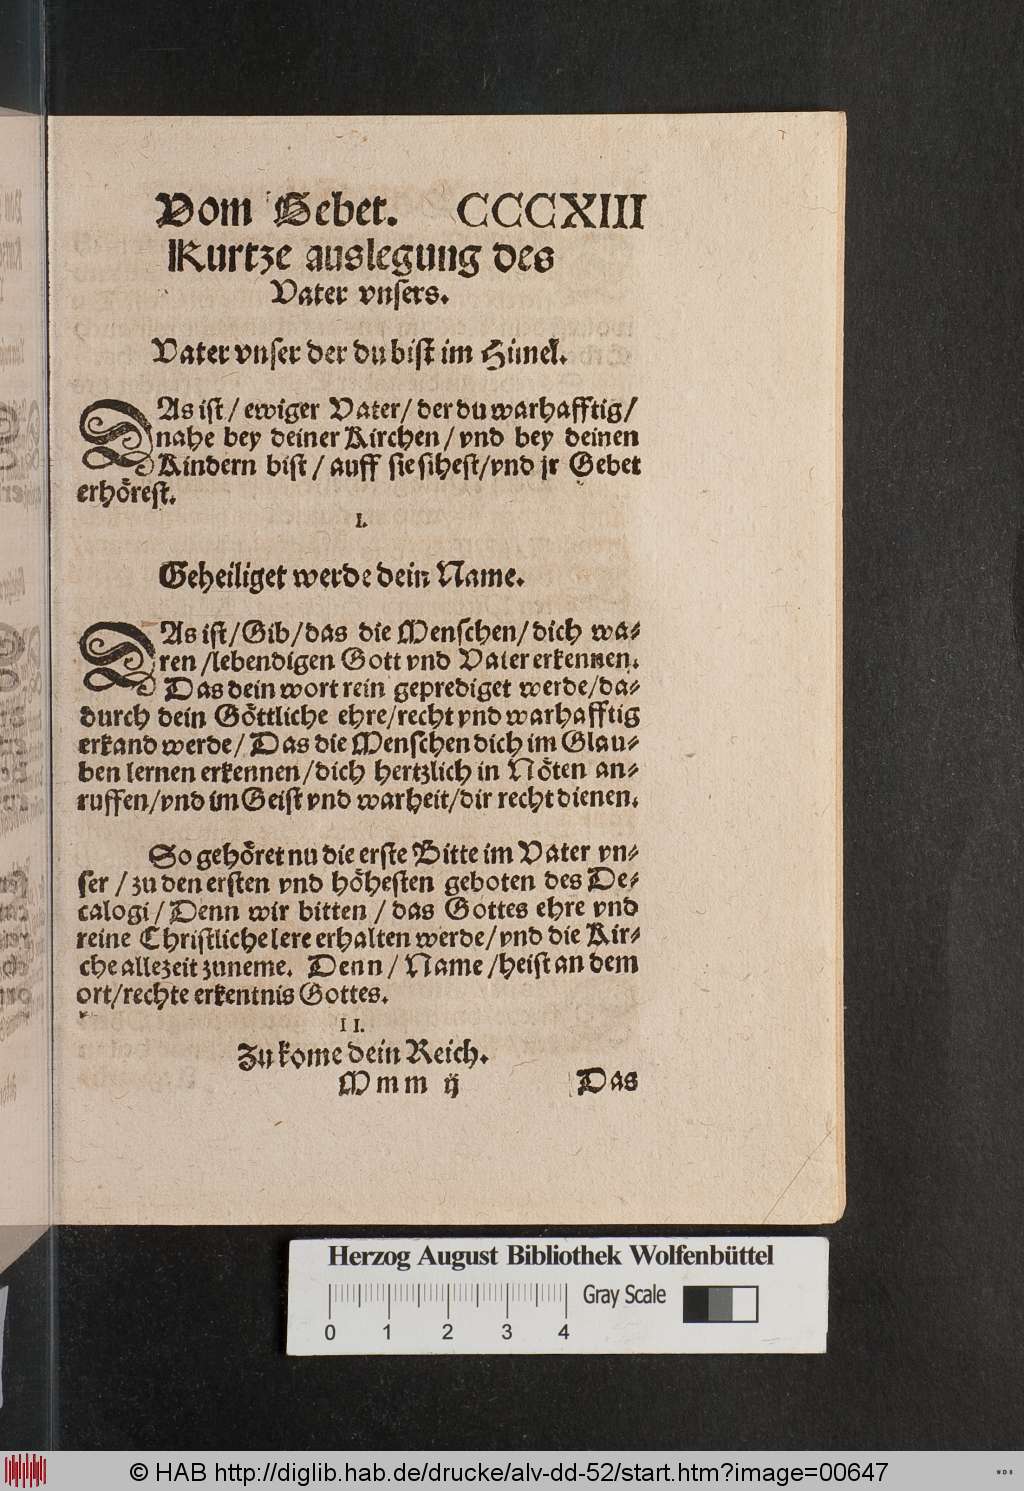 Vom Gebet. CCCXIII
Kurtze auslegung des
Vater vnsers.
Vater vnser der du bist im Himel.
DAs ist / ewiger Vater / der du warhafftig /
nahe bey deiner Kirchen / vnd bey deinen
Kindern bist / auff sie sihest / vnd jr Gebet
erhöret.
I.
Geheiliget werde dein Name.
DAs ist / Gib / das die Menschen / dich wa⸗
ren / lebendigen Gott vnd Vater erkennen.
Das dein wort rein geprediget werde / da⸗
durch dein Göttliche ehre / recht vnd warhafftig
erkand werde / Das die Menschen dich im Glau⸗
ben lernen erkennen / dich hertzlich in Nöten an⸗
ruffen / vnd im Geist vnd warheit / dir recht dienen.
So gehöret nu die erste Bitte im Vater vn⸗
ser / zu den ersten vnd höhesten geboten des De⸗
calogi / Denn wir bitten / das Gottes ehre vnd
reine Christliche lere erhalten werde / vnd die Kir⸗
che allezeit zuneme. Denn / Name / heist an dem
ort / rechte erkentnis Gottes.
II.
Zu kome dein Reich.
Mmm ij Das
Herzog August Bibliothek Wolfenbüttel
0 1 2 3 4 Gray Scale
© HAB http://diglib.hab.de/drucke/alv-dd-52/start.htm?image=00647